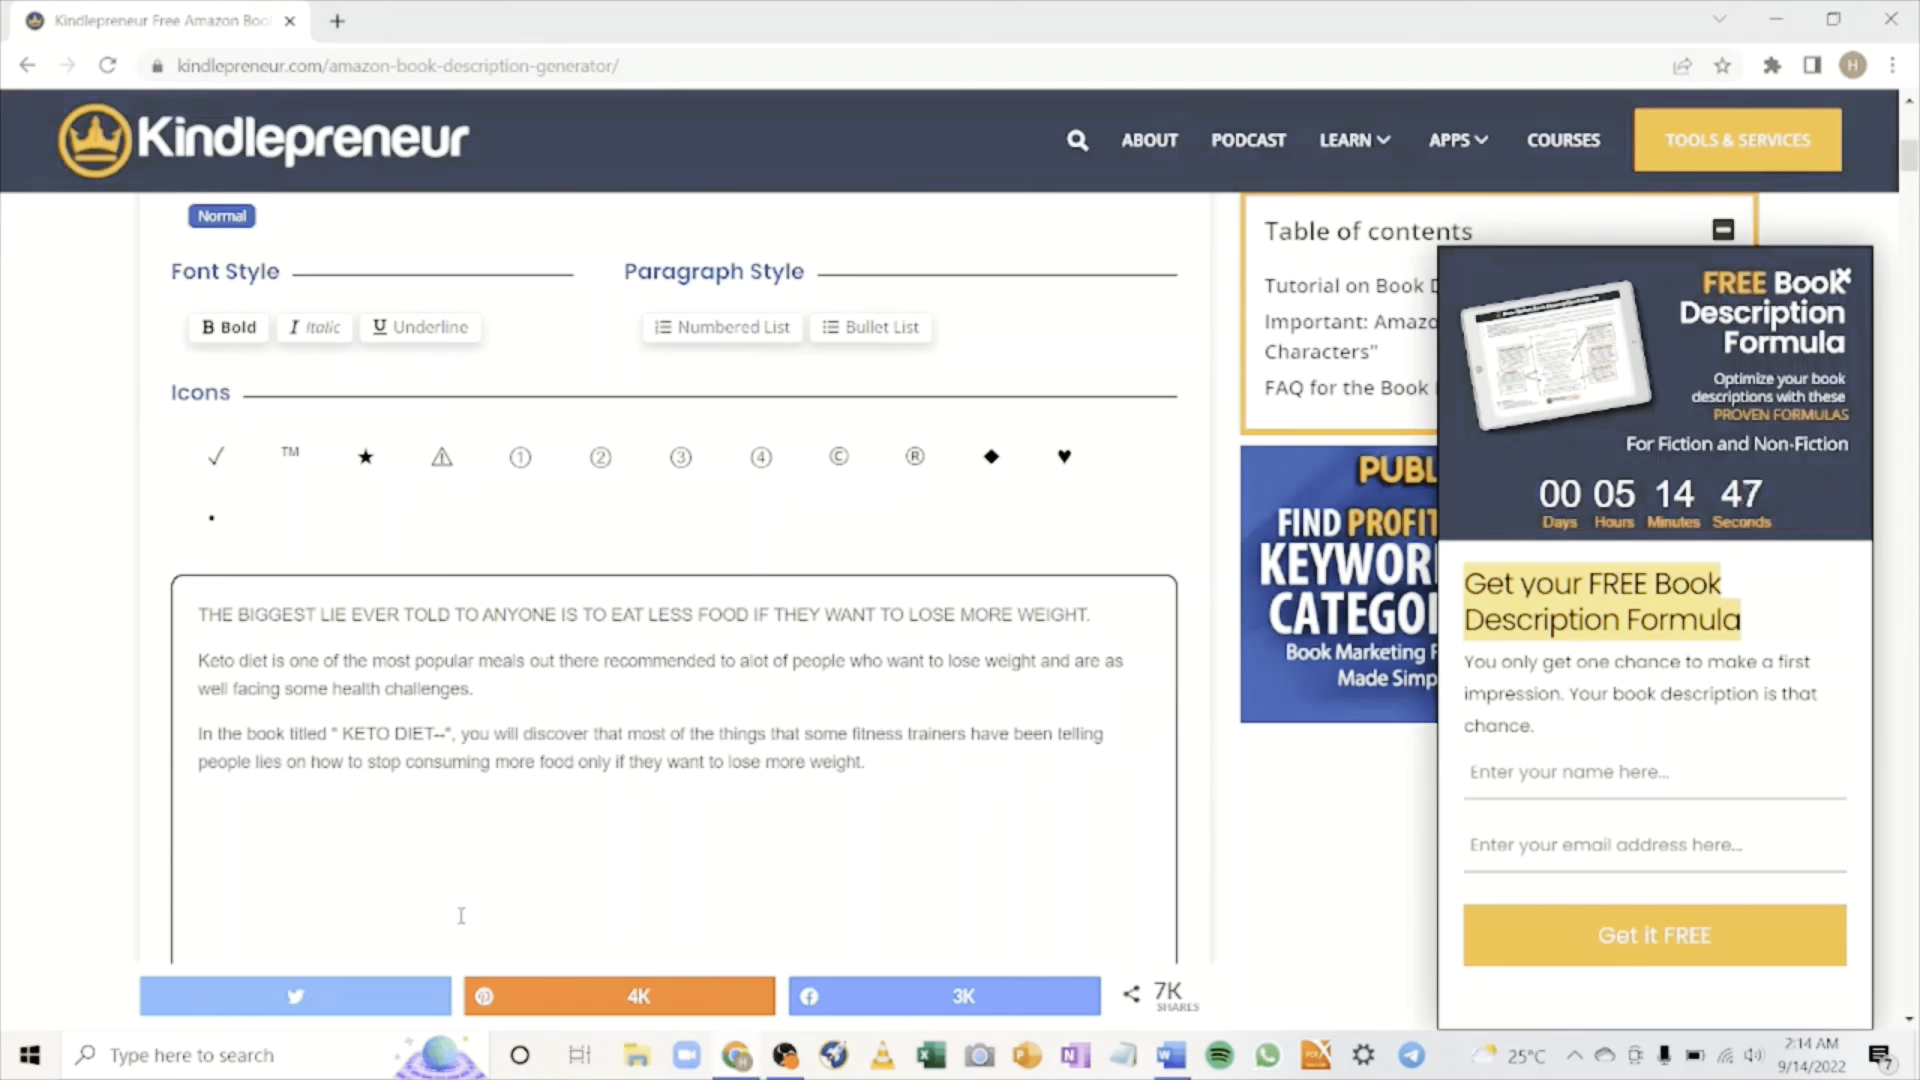 Kindlepreneur Free Amazon Boo
kindlepreneur.com/amazon-book-description-generator/
H
Kindlepreneur
ABOUT
PODCAST
LEARN
APPS
COURSES
TOOLS & SERVICES
Normal
Font Style
Paragraph Style
B Bold
I Italic
U Underline
Numbered List
Bullet List
Icons
✓ TM ★ ⚠ ① ② ③ ④ © ® ◆ ♥
•
THE BIGGEST LIE EVER TOLD TO ANYONE IS TO EAT LESS FOOD IF THEY WANT TO LOSE MORE WEIGHT.
Keto diet is one of the most popular meals out there recommended to alot of people who want to lose weight and are as
well facing some health challenges.
In the book titled " KETO DIET--", you will discover that most of the things that some fitness trainers have been telling
people lies on how to stop consuming more food only if they want to lose more weight.
4K
3K
7K
SHARES
Table of contents
Tutorial on Book D
Important: Amazo
Characters"
FAQ for the Book
PUBL
FIND PROFIT
KEYWOR
CATEGO
Book Marketing
Made Simp
FREE Book
Description
Formula
Optimize your book
descriptions with these
PROVEN FORMULAS
For Fiction and Non-Fiction
00 05 14 47
Days Hours Minutes Seconds
Get your FREE Book
Description Formula
You only get one chance to make a first
impression. Your book description is that
chance.
Enter your name here...
Enter your email address here...
Get it FREE
Type here to search
25°C
2:14 AM
9/14/2022
7